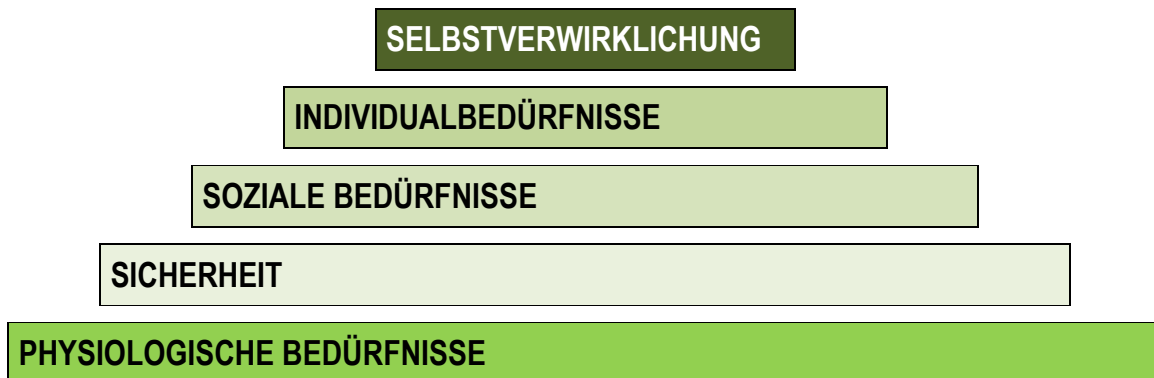 SELBSTVERWIRKLICHUNG
INDIVIDUALBEDÜRFNISSE
SOZIALE BEDÜRFNISSE
SICHERHEIT
PHYSIOLOGISCHE BEDÜRFNISSE